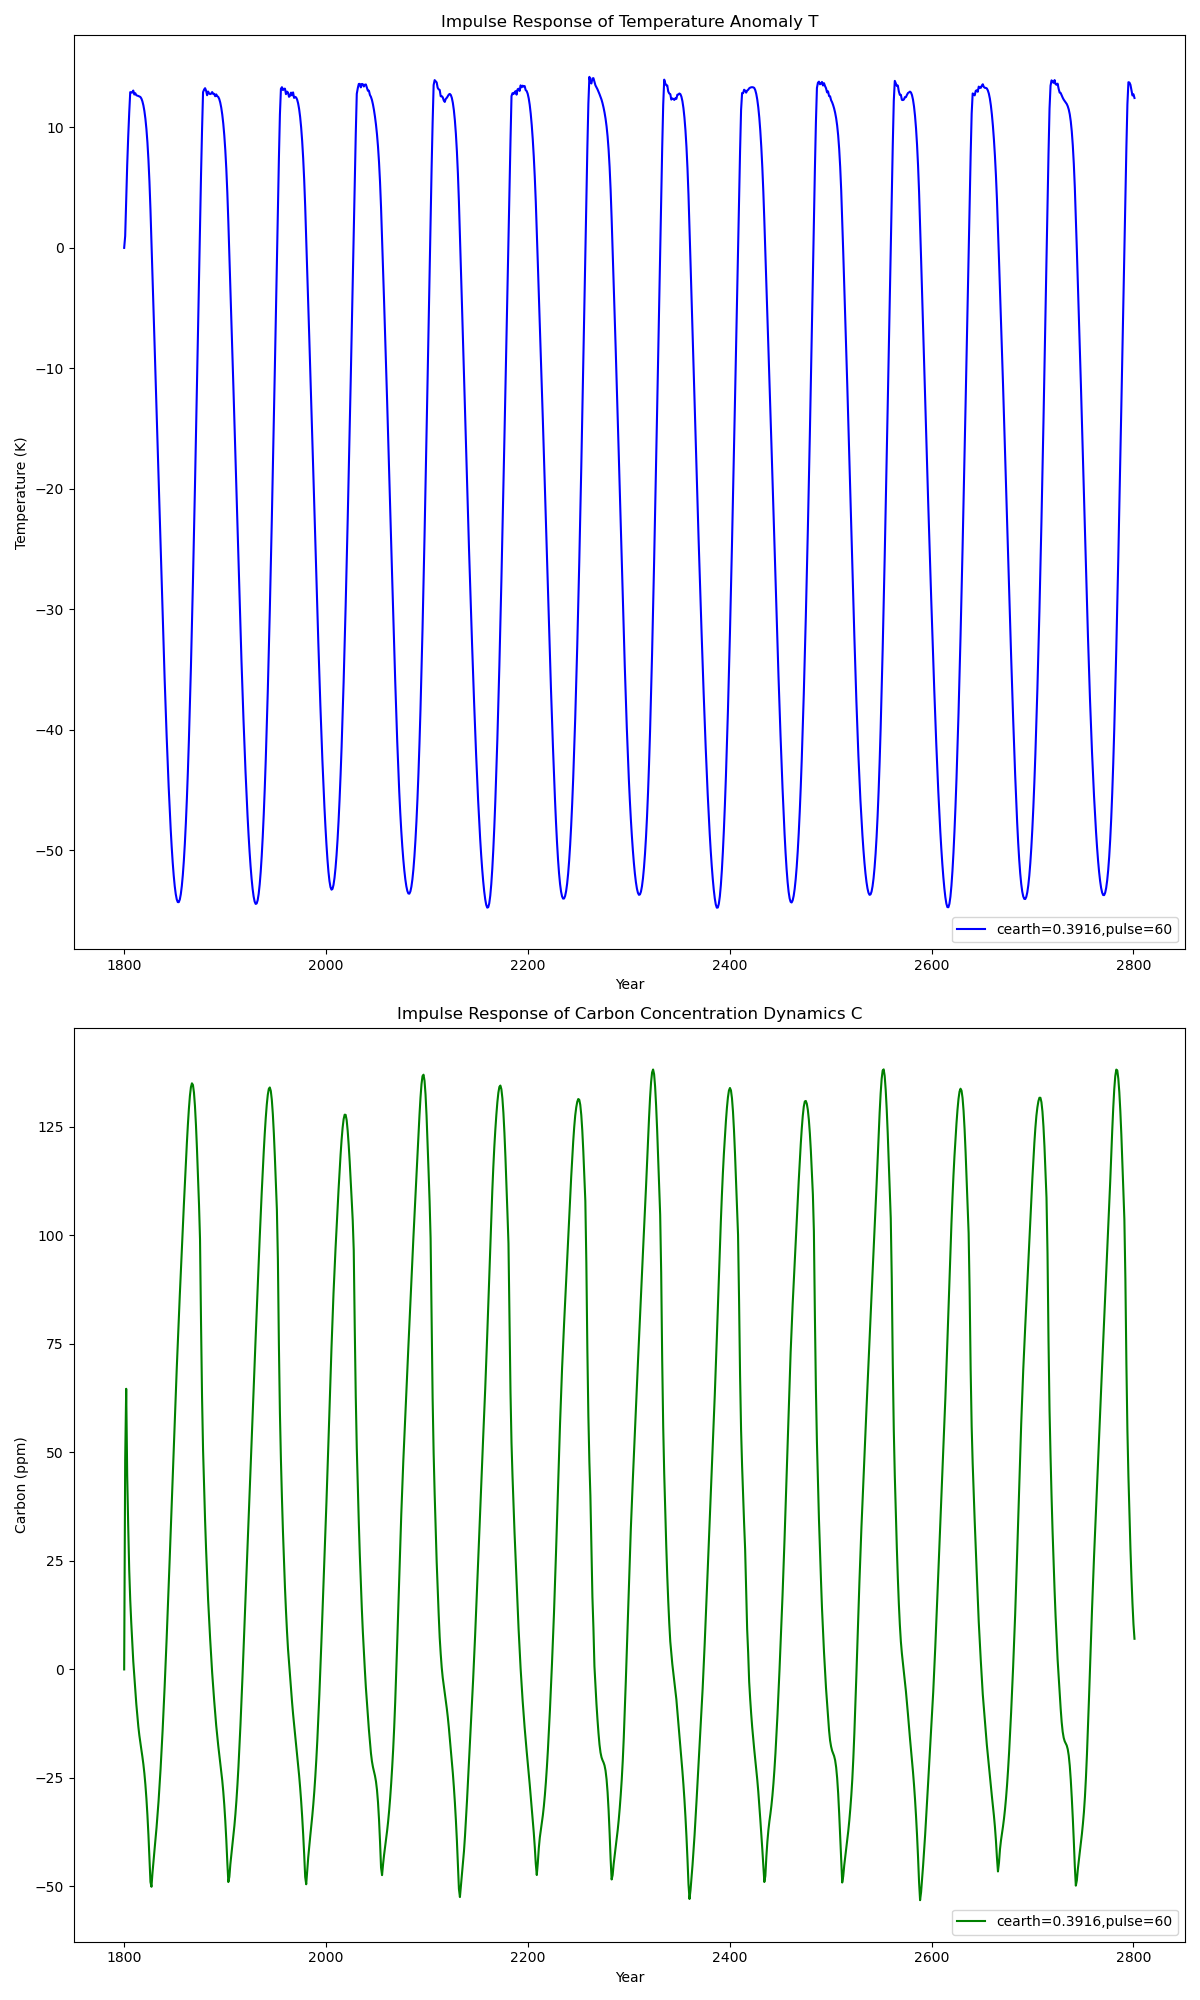 Impulse Response of Temperature Anomaly T
Temperature (K)
10
0
−10
−20
−30
−40
−50
cearth=0.3916,pulse=60
1800 2000 2200 2400 2600 2800
Year
Impulse Response of Carbon Concentration Dynamics C
Carbon (ppm)
125
100
75
50
25
0
−25
−50
cearth=0.3916,pulse=60
1800 2000 2200 2400 2600 2800
Year